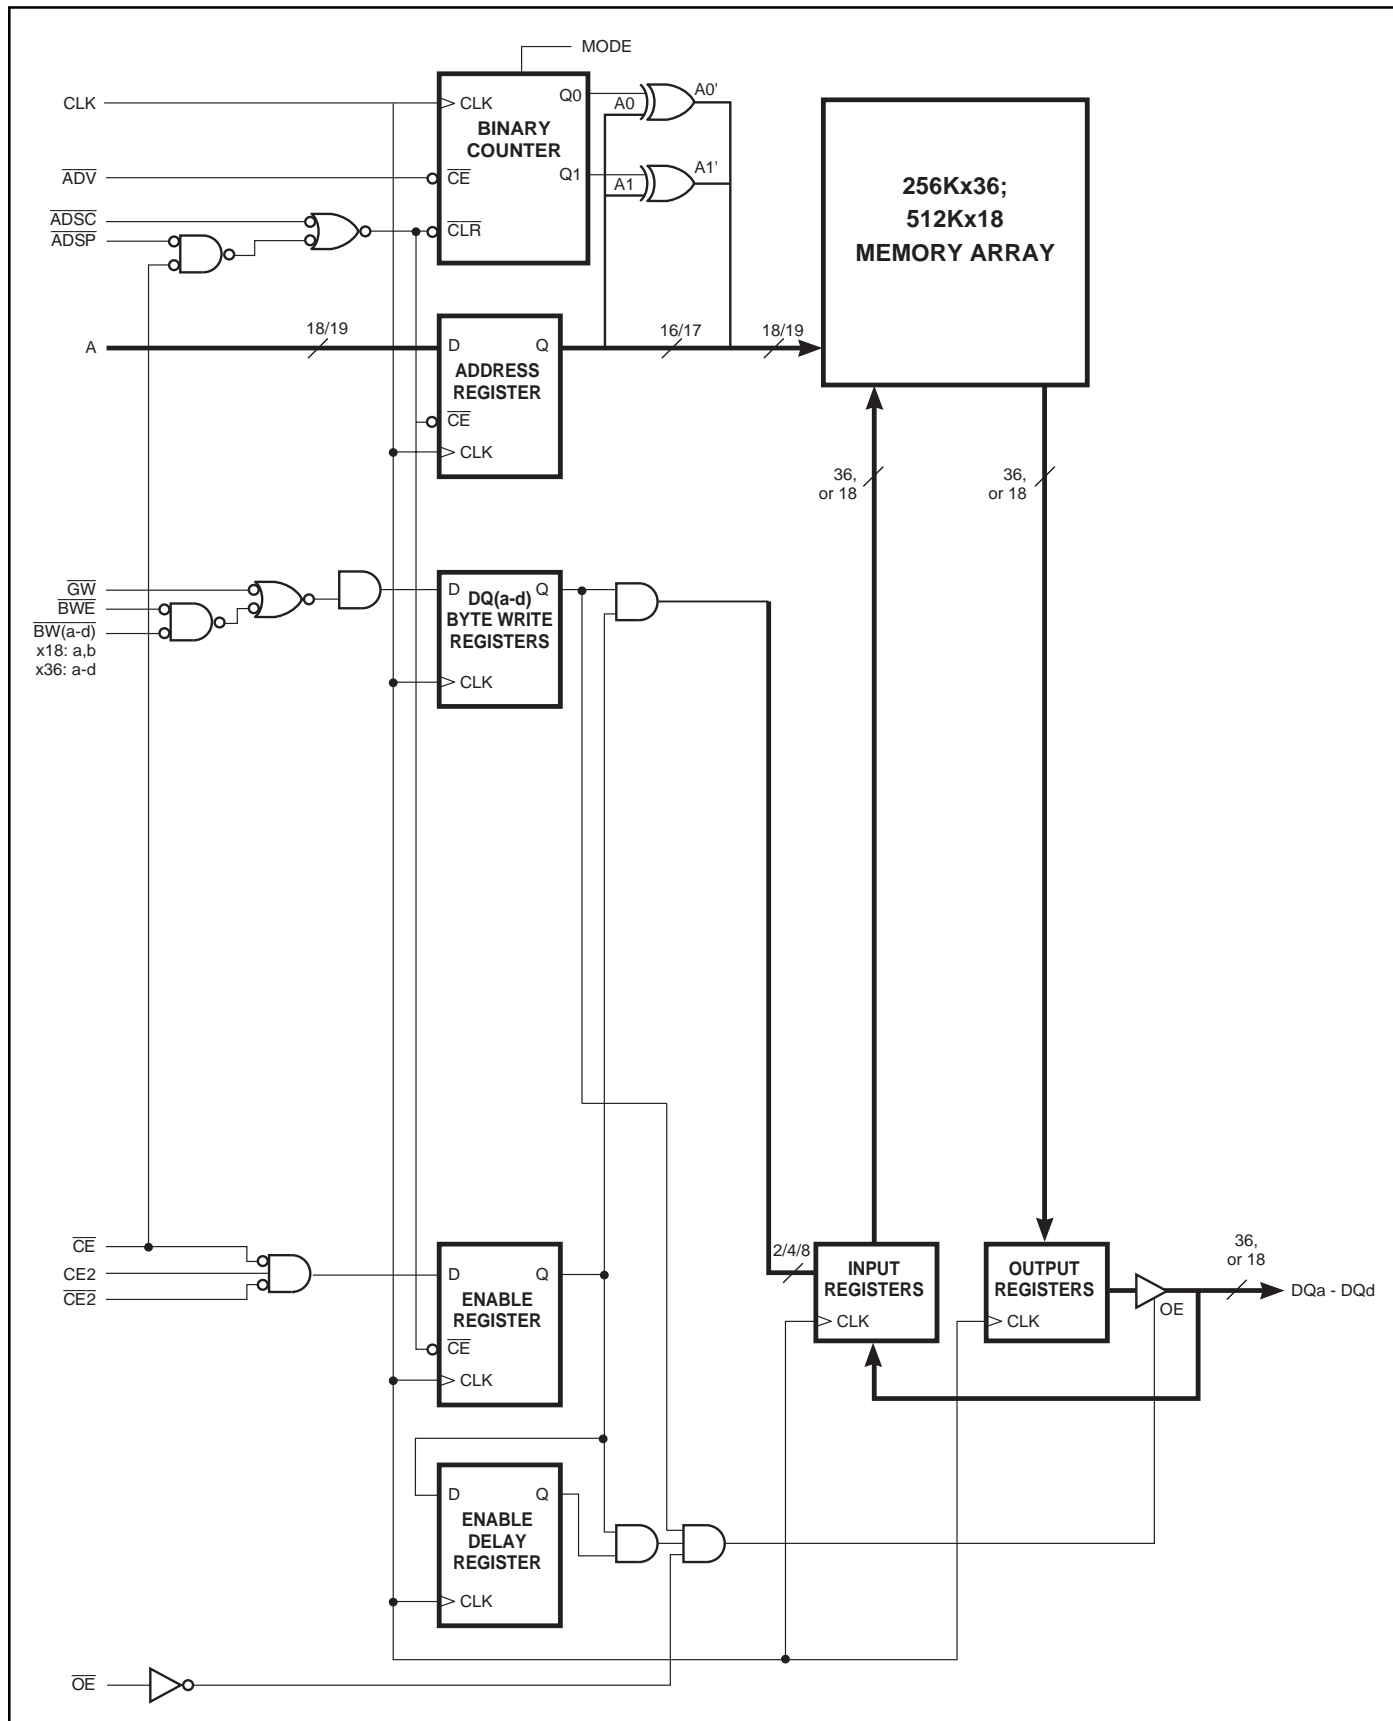 MODE
CLK
CLK
Q0
A0
A0'
BINARY
COUNTER
ADV
CE
Q1
A1
A1'
ADSC
ADSP
CLR
256Kx36;
512Kx18
MEMORY ARRAY
A
18/19
D
Q
16/17
18/19
ADDRESS
REGISTER
CE
CLK
36,
or 18
36,
or 18
GW
BWE
BW(a-d)
x18: a,b
x36: a-d
D
Q
DQ(a-d)
BYTE WRITE
REGISTERS
CLK
CE
CE2
CE2
D
Q
ENABLE
REGISTER
CE
CLK
2/4/8
INPUT
REGISTERS
CLK
OUTPUT
REGISTERS
CLK
OE
36,
or 18
DQa - DQd
D
Q
ENABLE
DELAY
REGISTER
CLK
OE